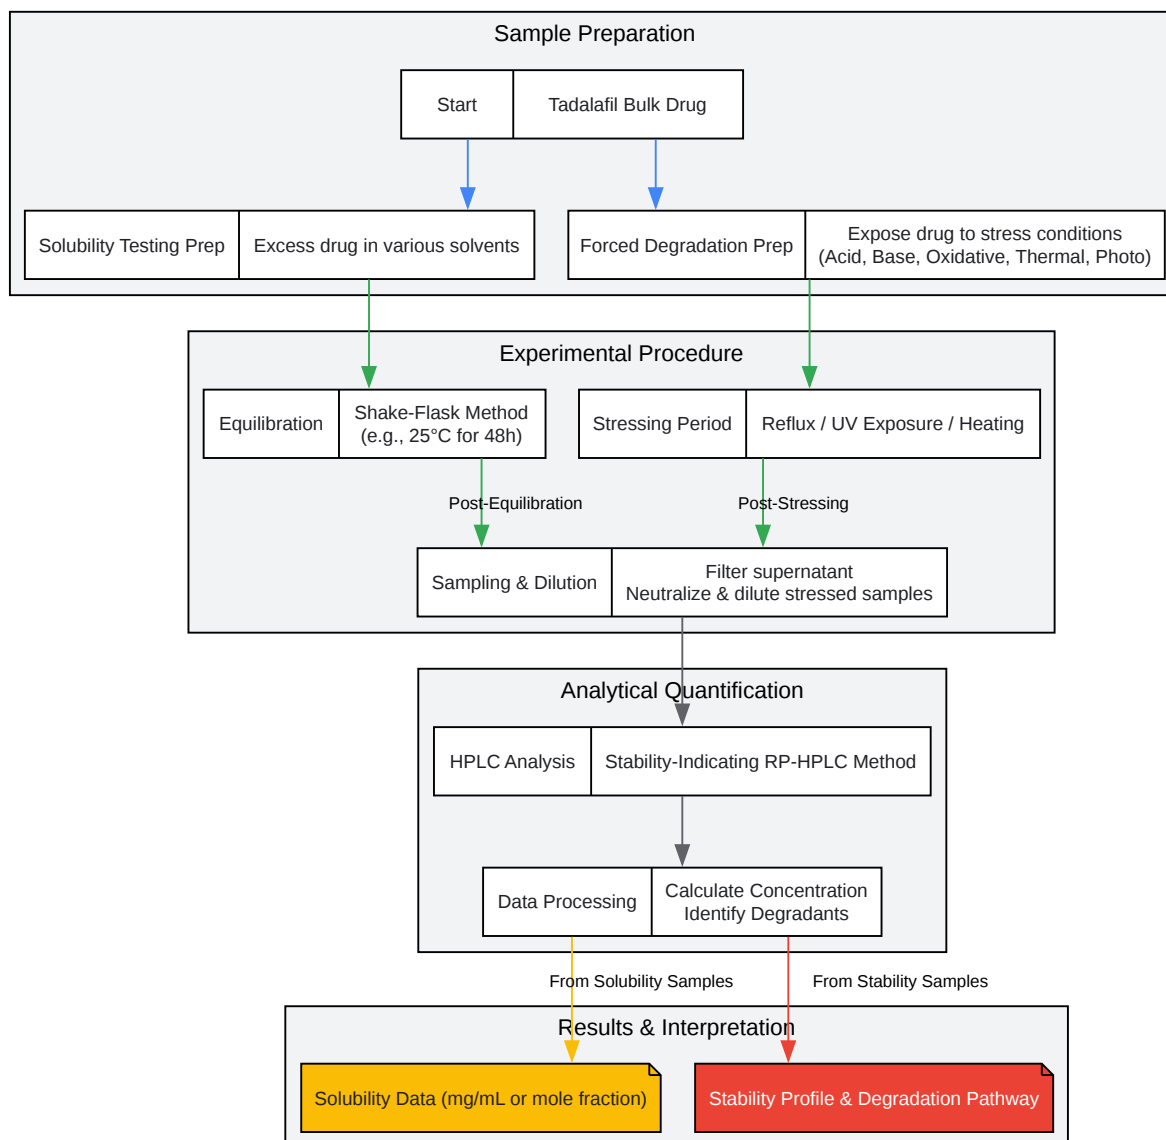 Sample Preparation
Start
Tadalafil Bulk Drug
Solubility Testing Prep
Excess drug in various solvents
Forced Degradation Prep
Expose drug to stress conditions
(Acid, Base, Oxidative, Thermal, Photo)
Experimental Procedure
Equilibration
Shake-Flask Method
(e.g., 25°C for 48h)
Stressing Period
Reflux / UV Exposure / Heating
Post-Equilibration
Post-Stressing
Sampling & Dilution
Filter supernatant
Neutralize & dilute stressed samples
Analytical Quantification
HPLC Analysis
Stability-Indicating RP-HPLC Method
Data Processing
Calculate Concentration
Identify Degradants
From Solubility Samples
From Stability Samples
Results & Interpretation
Solubility Data (mg/mL or mole fraction)
Stability Profile & Degradation Pathway